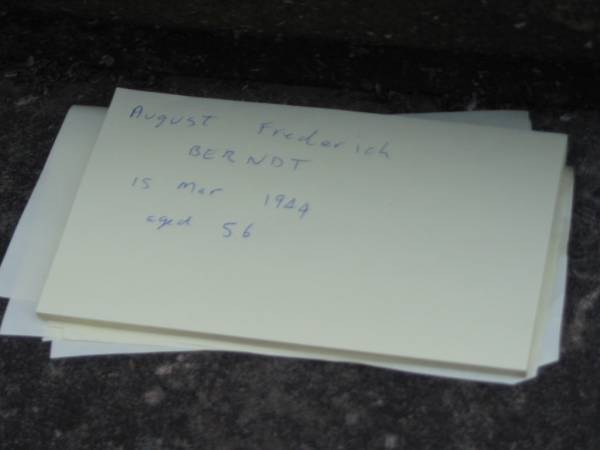 August Frederich
BERNDT
15 Mar 1944
aged 56